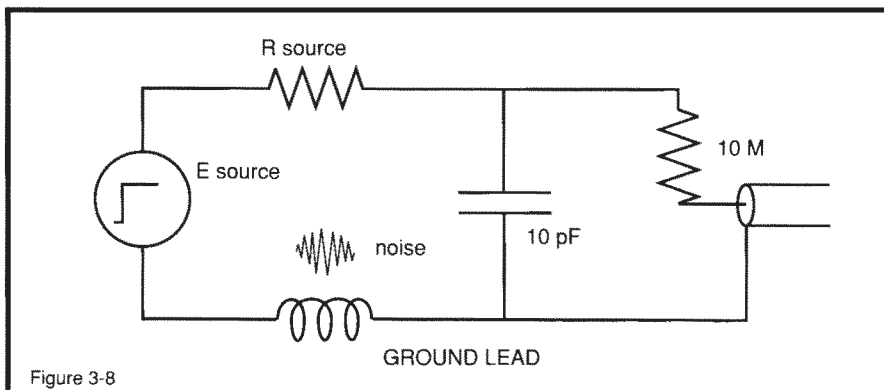 R source
E source
10 M
noise
10 pF
GROUND LEAD
Figure 3-8